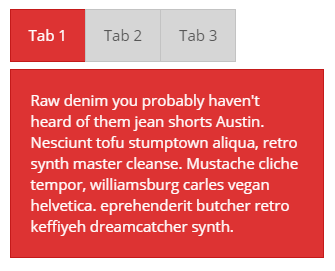 Tab 1 Tab 2 Tab 3
Raw denim you probably haven't
heard of them jean shorts Austin.
Nesciunt tofu stumptown aliqua, retro
synth master cleanse. Mustache cliche
tempor, williamsburg carles vegan
helvetica. eprehenderit butcher retro
keffiyeh dreamcatcher synth.